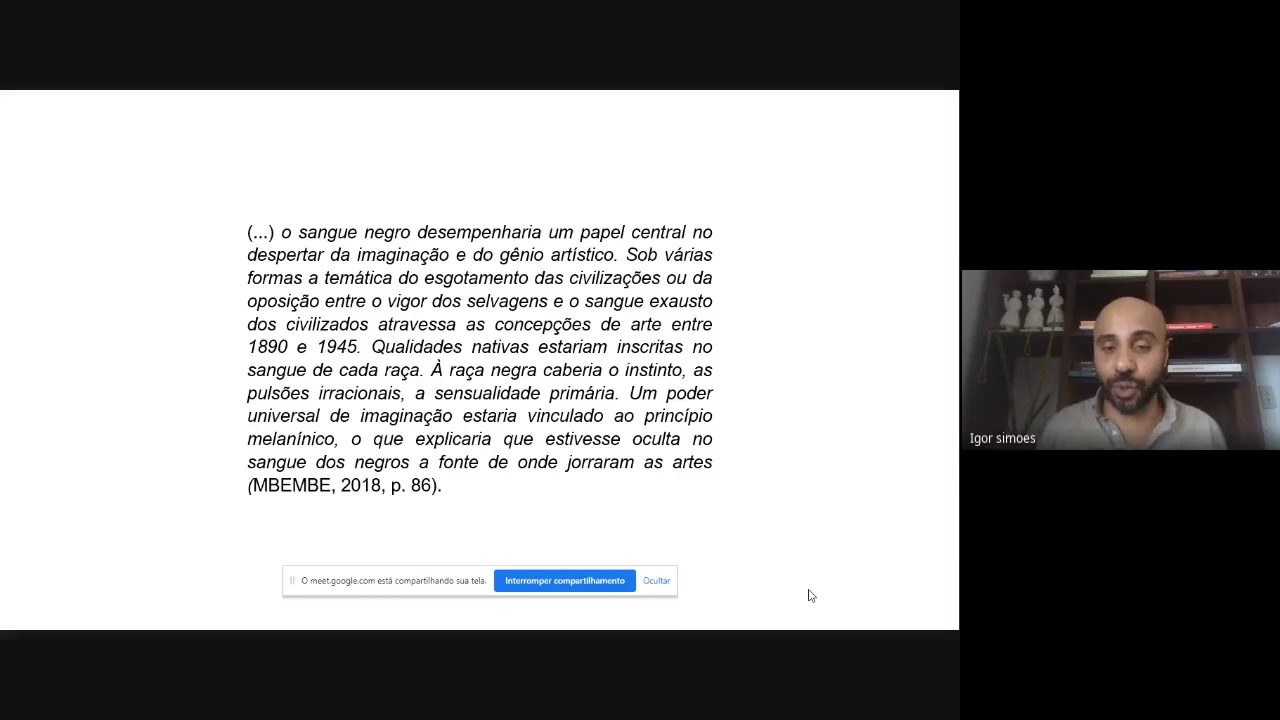 (...) o sangue negro desempenharia um papel central no
despertar da imaginação e do gênio artístico. Sob várias
formas a temática do esgotamento das civilizações ou da
oposição entre o vigor dos selvagens e o sangue exausto
dos civilizados atravessa as concepções de arte entre
1890 e 1945. Qualidades nativas estariam inscritas no
sangue de cada raça. À raça negra caberia o instinto, as
pulsões irracionais, a sensualidade primária. Um poder
universal de imaginação estaria vinculado ao princípio
melanínico, o que explicaria que estivesse oculta no
sangue dos negros a fonte de onde jorraram as artes
(MBEMBE, 2018, p. 86).
O meet.google.com está compartilhando sua tela. Interromper compartilhamento Ocultar
Igor simoes